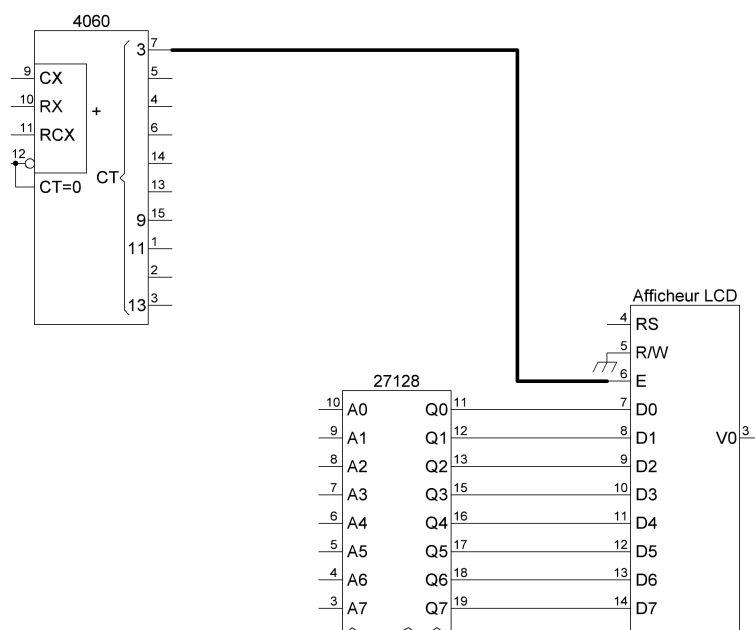 4060
3 7
9 CX 5
10 RX + 4
11 RCX 6
12 14
CT=0 CT 13
9 15
11 1
2
13 3
Afficheur LCD
4 RS
5 R/W
27128 6 E
10 A0 Q0 11 7 D0
9 A1 Q1 12 8 D1 V0 3
8 A2 Q2 13 9 D2
7 A3 Q3 15 10 D3
6 A4 Q4 16 11 D4
5 A5 Q5 17 12 D5
4 A6 Q6 18 13 D6
3 A7 Q7 19 14 D7